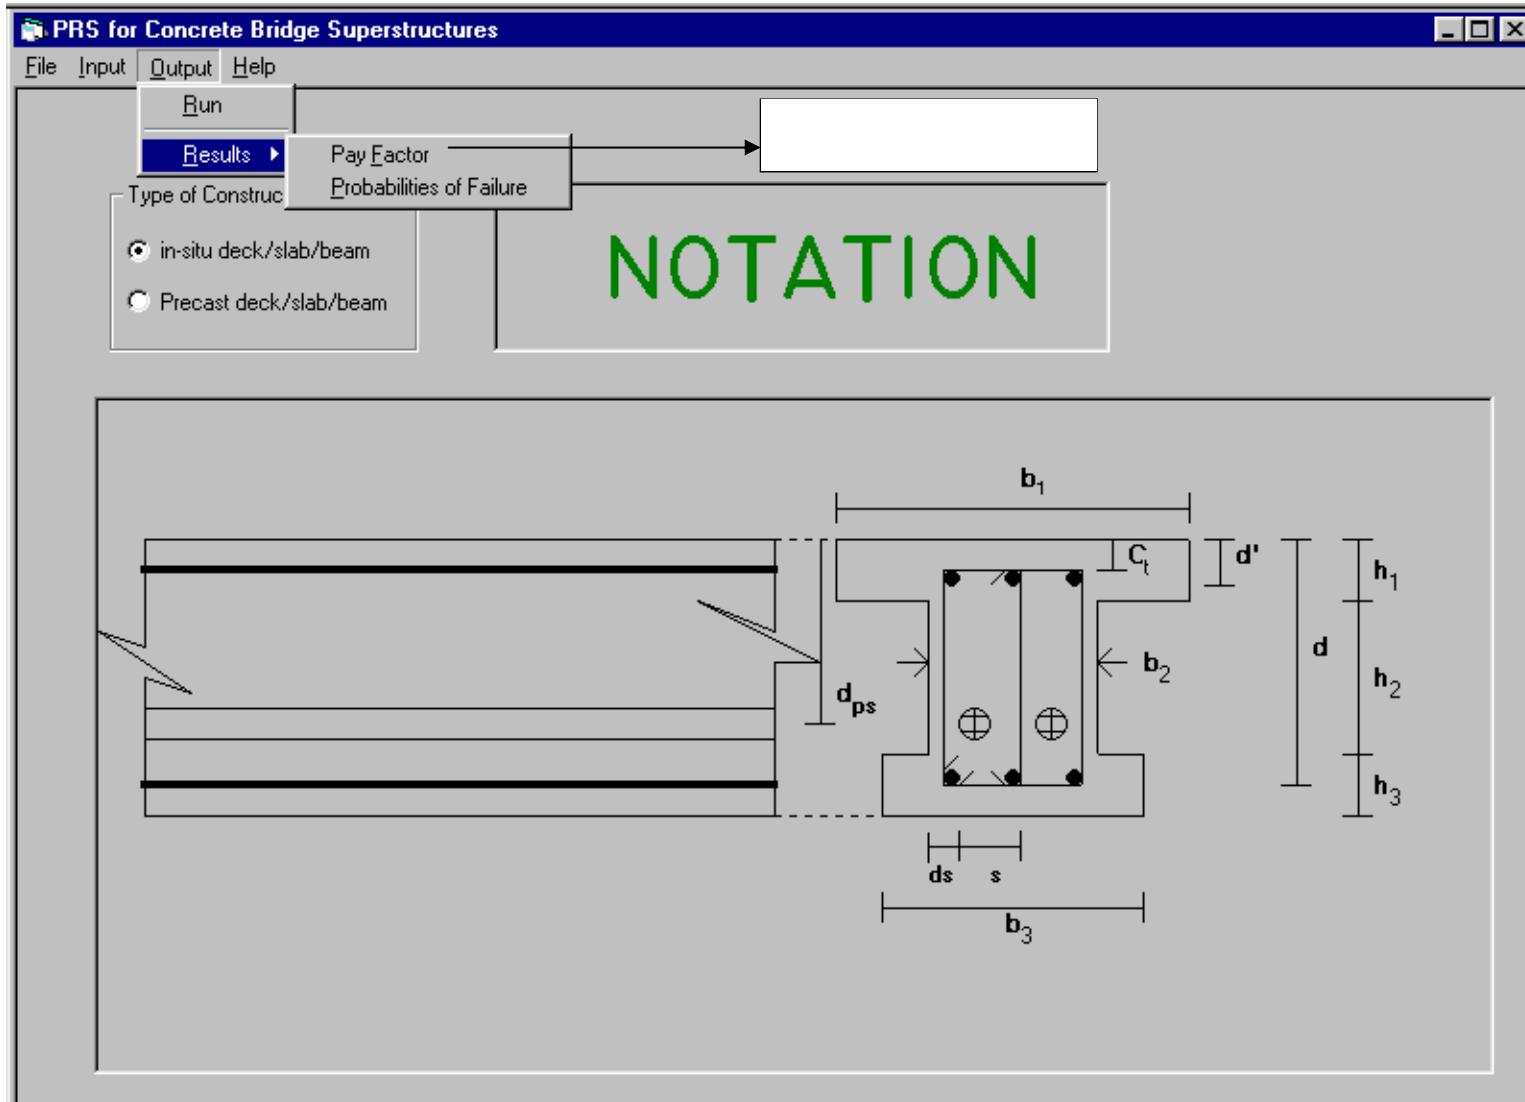 PRS for Concrete Bridge Superstructures
File Input Output Help
Run
Results
Pay Factor
Probabilities of Failure
Type of Construc
in-situ deck/slab/beam
Precast deck/slab/beam
NOTATION
b1
Ct
d'
h1
d
b2
h2
dps
h3
ds
s
b3